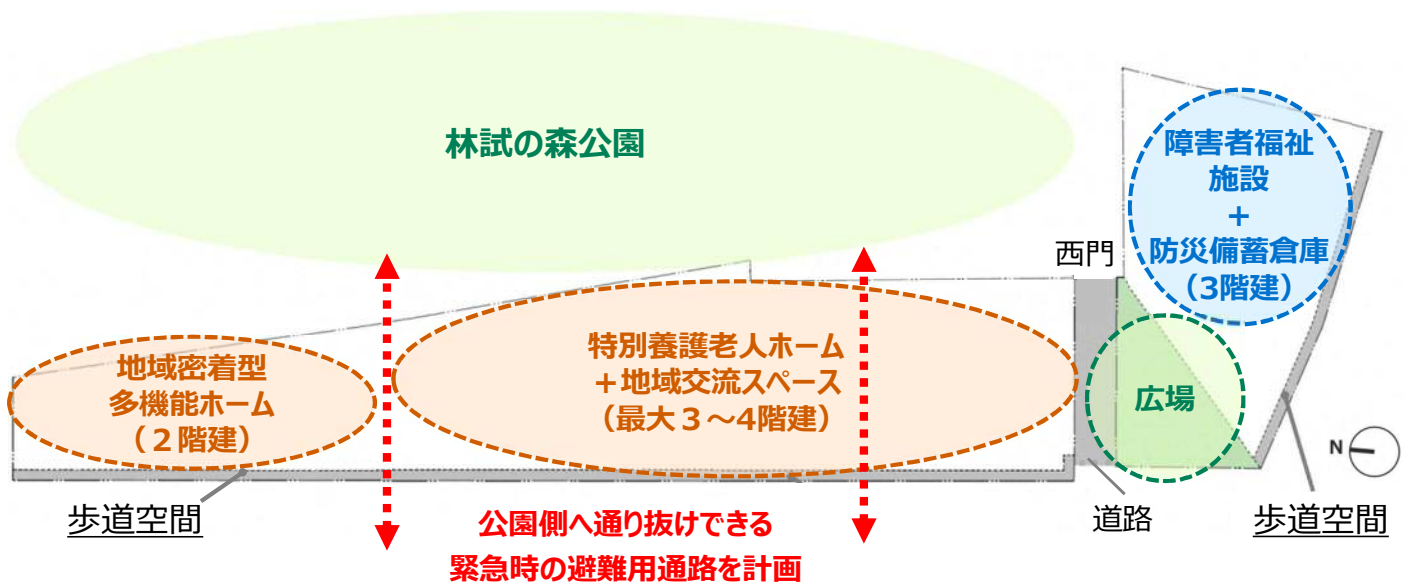 林試の森公園
障害者福祉
施設
+
防災備蓄倉庫
（3階建）
西門
地域密着型
多機能ホーム
（２階建）
特別養護老人ホーム
＋地域交流スペース
（最大３～4階建）
広場
N
歩道空間
道路
歩道空間
公園側へ通り抜けできる
緊急時の避難用通路を計画